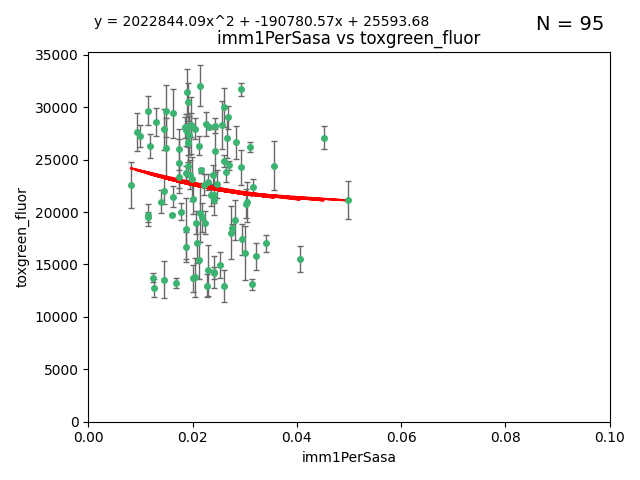 y = 2022844.09x^2 + -190780.57x + 25593.68
N = 95
imm1PerSasa vs toxgreen_fluor
35000
30000
25000
20000
15000
10000
5000
0
toxgreen_fluor
0.00
0.02
0.04
0.06
0.08
0.10
imm1PerSasa